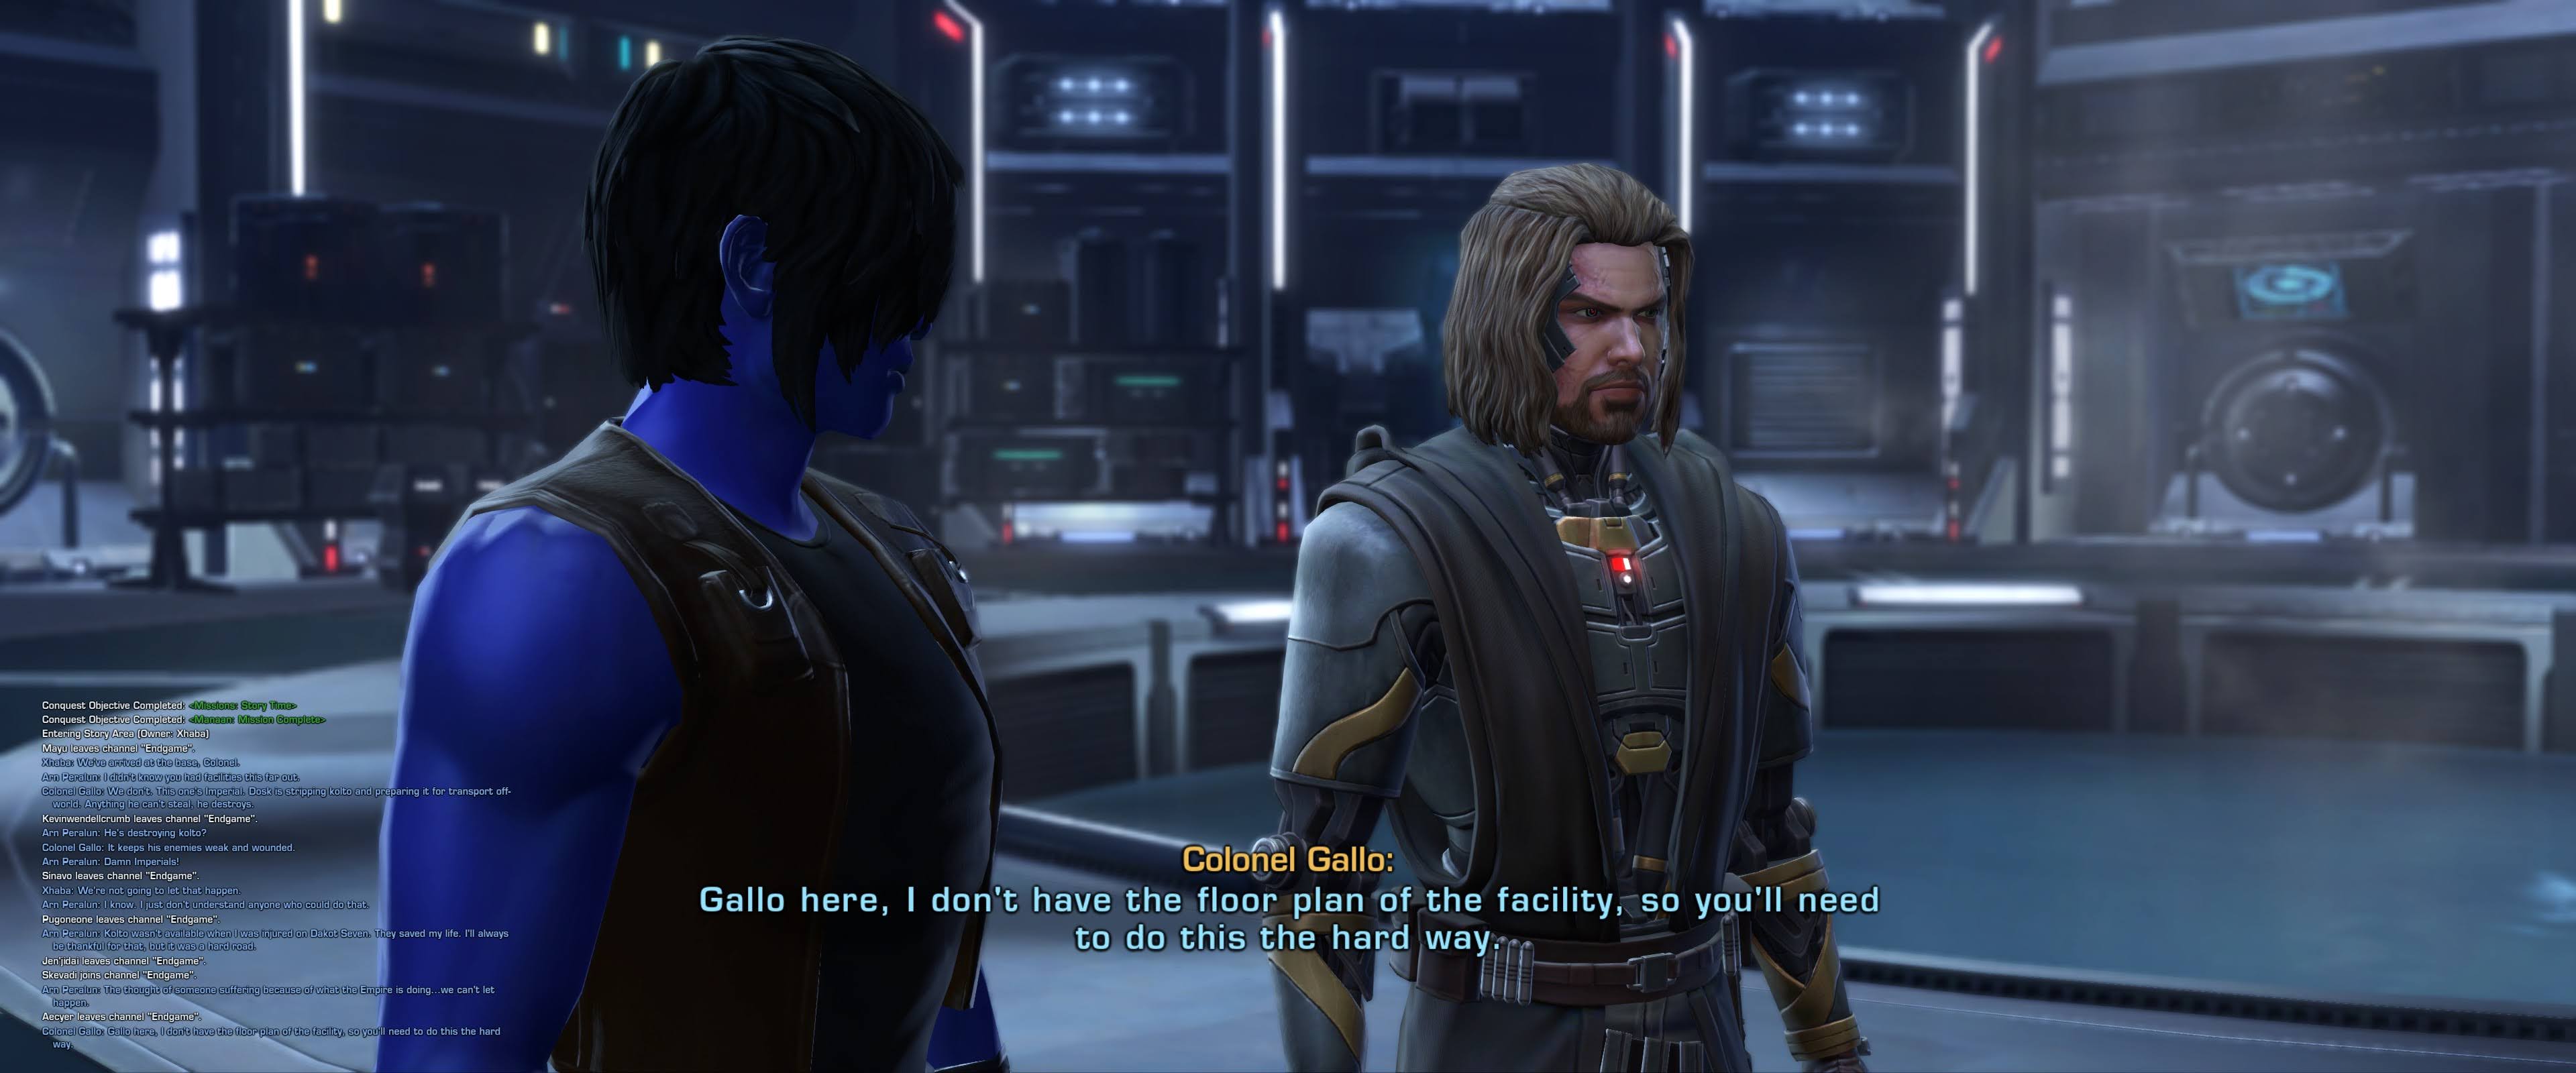 Conquest Objective Completed: <Missions: Story Time>
Conquest Objective Completed: <Manaan: Mission Complete>
Entering Story Area (Owner: Xhaba)
Mayu leaves channel "Endgame".
Xhaba: We've arrived at the base, Colonel.
Arn Peralun: I didn't know you had facilities this far out.
Colonel Gallo: We don't. This one's Imperial. Dosk is stripping kolto and preparing it for transport off-
world. Anything he can't steal, he destroys.
Kevinwendellcrumb leaves channel "Endgame".
Arn Peralun: He's destroying kolto?
Colonel Gallo: It keeps his enemies weak and wounded.
Arn Peralun: Damn Imperials!
Sinavo leaves channel "Endgame".
Xhaba: We're not going to let that happen.
Arn Peralun: I know. I just don't understand anyone who could do that.
Pugoneone leaves channel "Endgame".
Arn Peralun: Kolto wasn't available when I was injured on Dakot Seven. They saved my life. I'll always
be thankful for that, but it was a hard road.
Jen'jidai leaves channel "Endgame".
Skevadi joins channel "Endgame".
Arn Peralun: The thought of someone suffering because of what the Empire is doing...we can't let
happen.
Aecyer leaves channel "Endgame".
Colonel Gallo: Gallo here, I don't have the floor plan of the facility, so you'll need to do this the hard
way.
Colonel Gallo:
Gallo here, I don't have the floor plan of the facility, so you'll need
to do this the hard way.